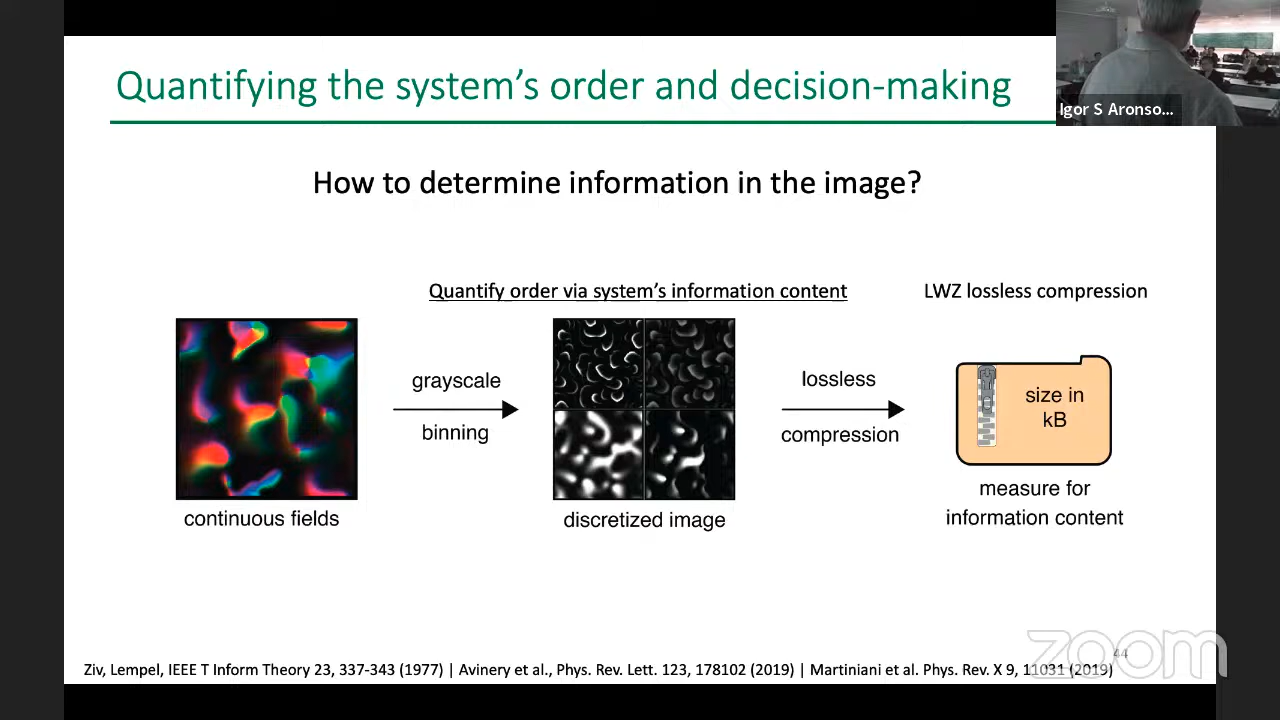 Quantifying the system's order and decision-making
Igor S Aronso...
How to determine information in the image?
Quantify order via system's information content
LWZ lossless compression
grayscale
binning
lossless
compression
size in
kB
continuous fields
discretized image
measure for
information content
zoom
44
Ziv, Lempel, IEEE T Inform Theory 23, 337-343 (1977) | Avinery et al., Phys. Rev. Lett. 123, 178102 (2019) | Martiniani et al. Phys. Rev. X 9, 11031 (2019)